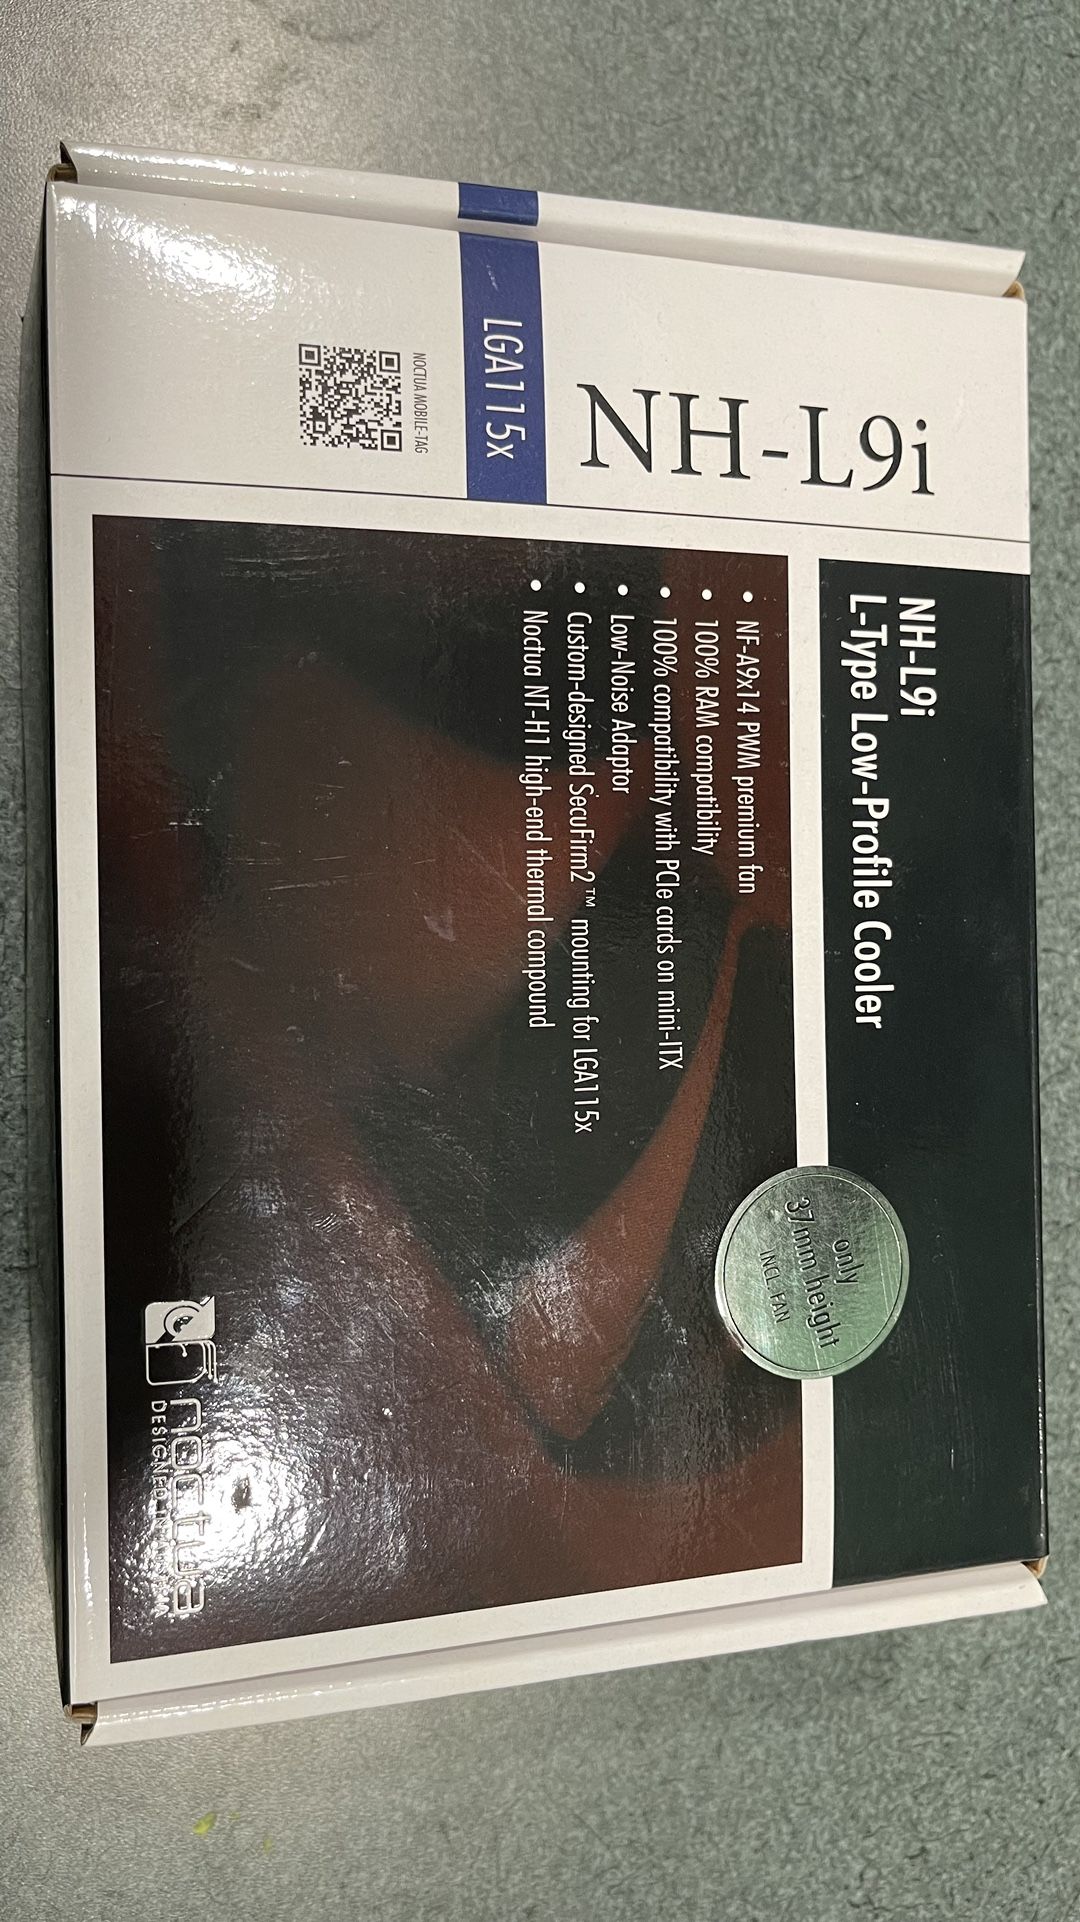 NH-L9i
LGA115x
NOCTUA MOBILE-TAG
NH-L9i
L-Type Low-Profile Cooler
• NF-A9x14 PWM premium fan
• 100% RAM compatibility
• 100% compatibility with PCIe cards on mini-ITX
• Low-Noise Adaptor
• Custom-designed SecuFirm2™ mounting for LGA115x
• Noctua NT-H1 high-end thermal compound
only
37mm height
INCL. FAN
noctua
DESIGNED IN